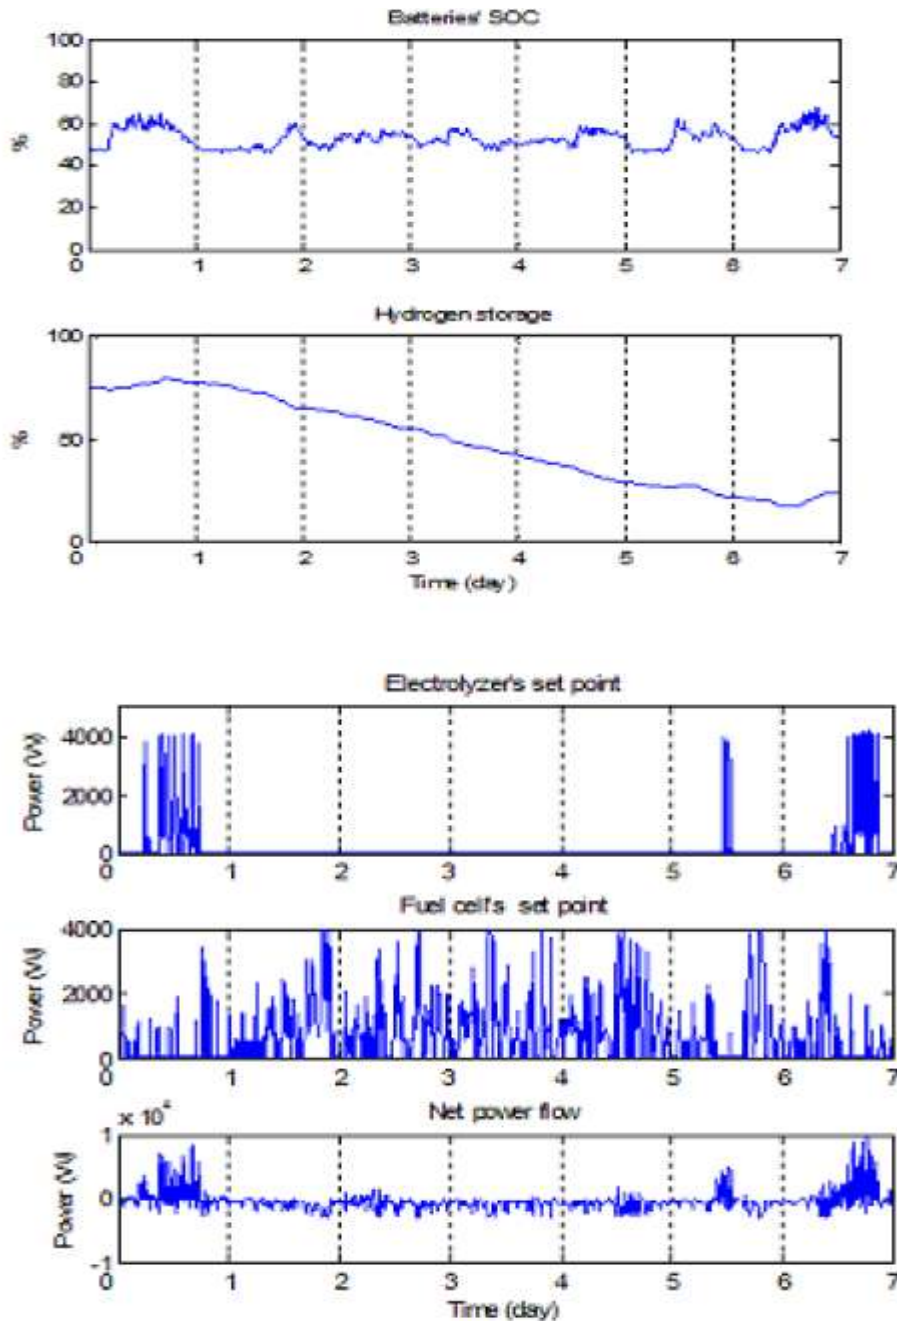 Batteries' SOC
100
80
60
40
20
0
%
0 1 2 3 4 5 6 7
Hydrogen storage
100
50
0
%
0 1 2 3 4 5 6 7
Time (day)
Electrolyzer's set point
4000
2000
0
Power (W)
0 1 2 3 4 5 6 7
Fuel cell's set point
4000
2000
0
Power (W)
0 1 2 3 4 5 6 7
x 10^4
Net power flow
1
0
-1
Power (W)
0 1 2 3 4 5 6 7
Time (day)